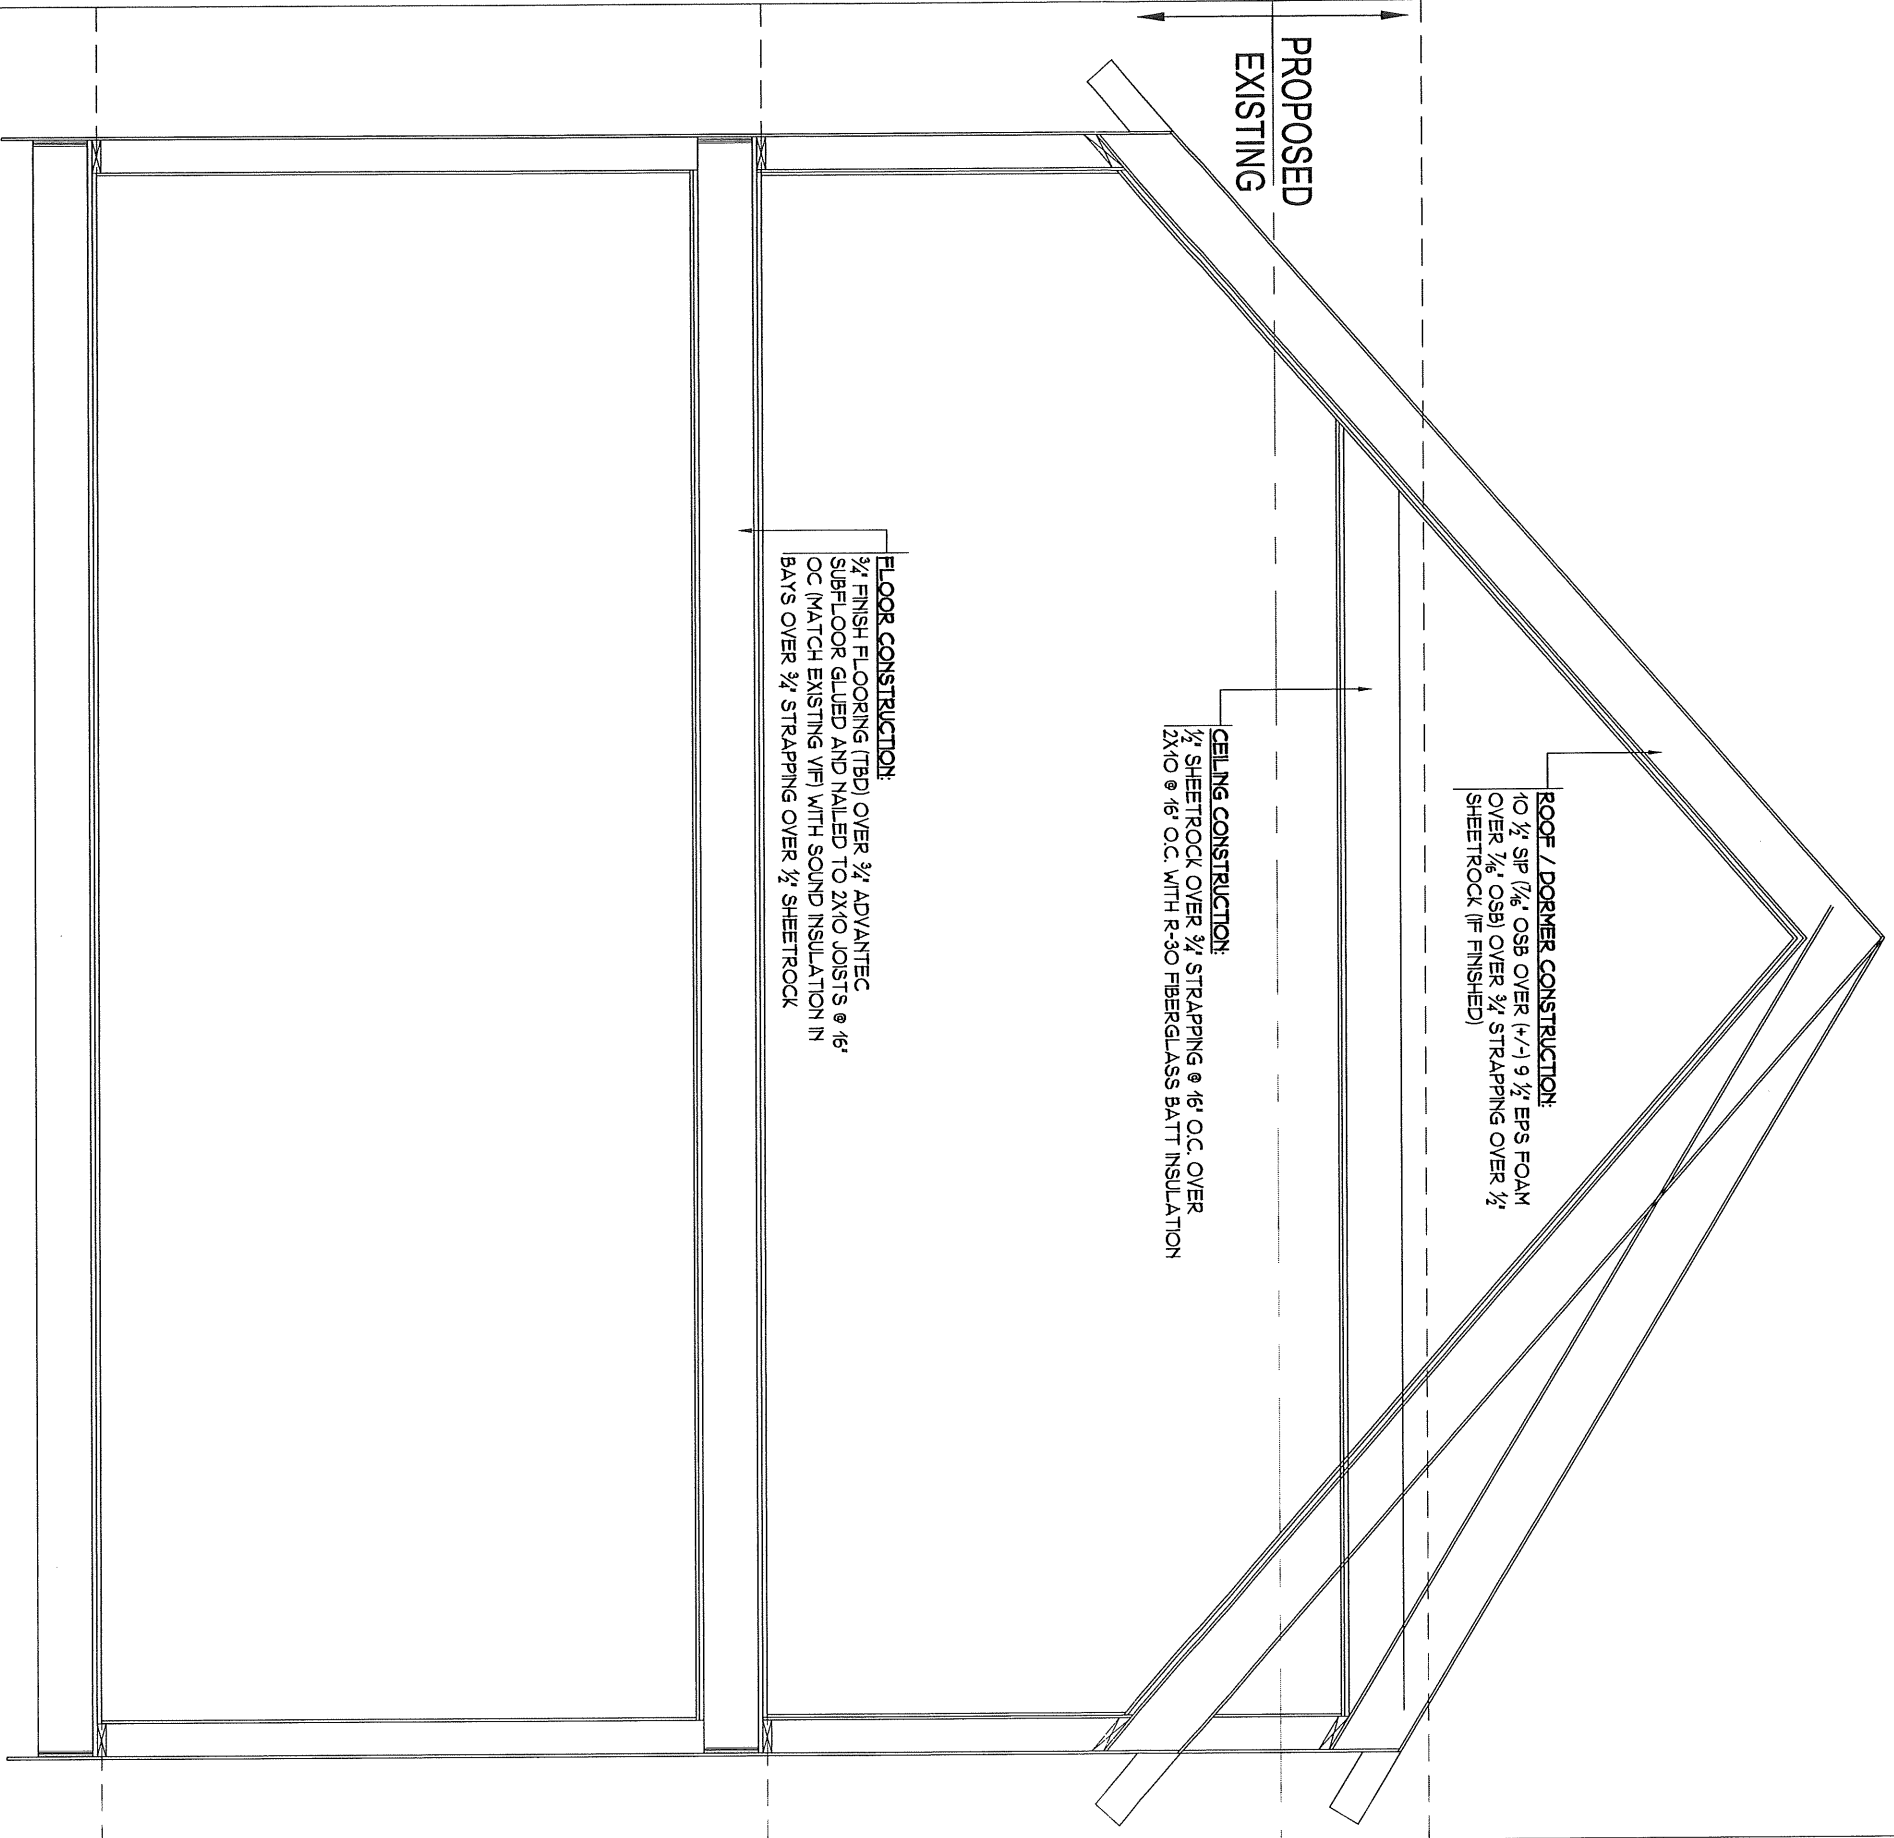 PROPOSED
EXISTING
ROOF / DORMER CONSTRUCTION:
10 ½" SIP (7/16" OSB OVER (+/-) 9 ½" EPS FOAM
OVER 7/16" OSB) OVER ¾" STRAPPING OVER ½"
SHEETROCK (IF FINISHED)
CEILING CONSTRUCTION:
½" SHEETROCK OVER ¾" STRAPPING @ 16" O.C. OVER
2X10 @ 16" O.C. WITH R-30 FIBERGLASS BATT INSULATION
FLOOR CONSTRUCTION:
¾" FINISH FLOORING (TBD) OVER ¾" ADVANTEC
SUBFLOOR GLUED AND NAILED TO 2X10 JOISTS @ 16"
OC (MATCH EXISTING VIF) WITH SOUND INSULATION IN
BAYS OVER ¾" STRAPPING OVER ½" SHEETROCK